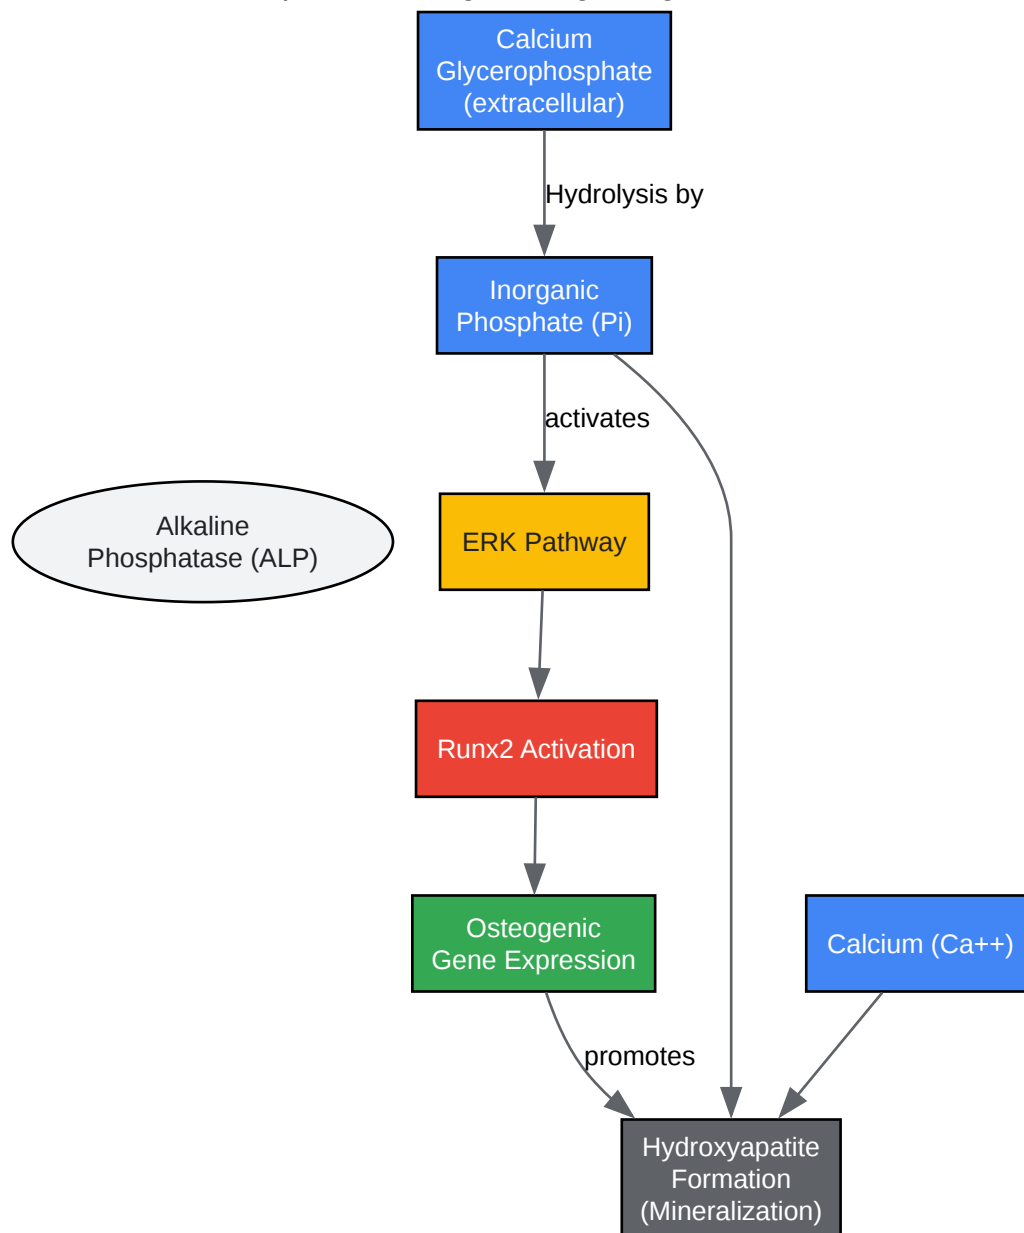 Calcium
Glycerophosphate
(extracellular)
Hydrolysis by
Inorganic
Phosphate (Pi)
activates
Alkaline
Phosphatase (ALP)
ERK Pathway
Runx2 Activation
Osteogenic
Gene Expression
Calcium (Ca++)
promotes
Hydroxyapatite
Formation
(Mineralization)